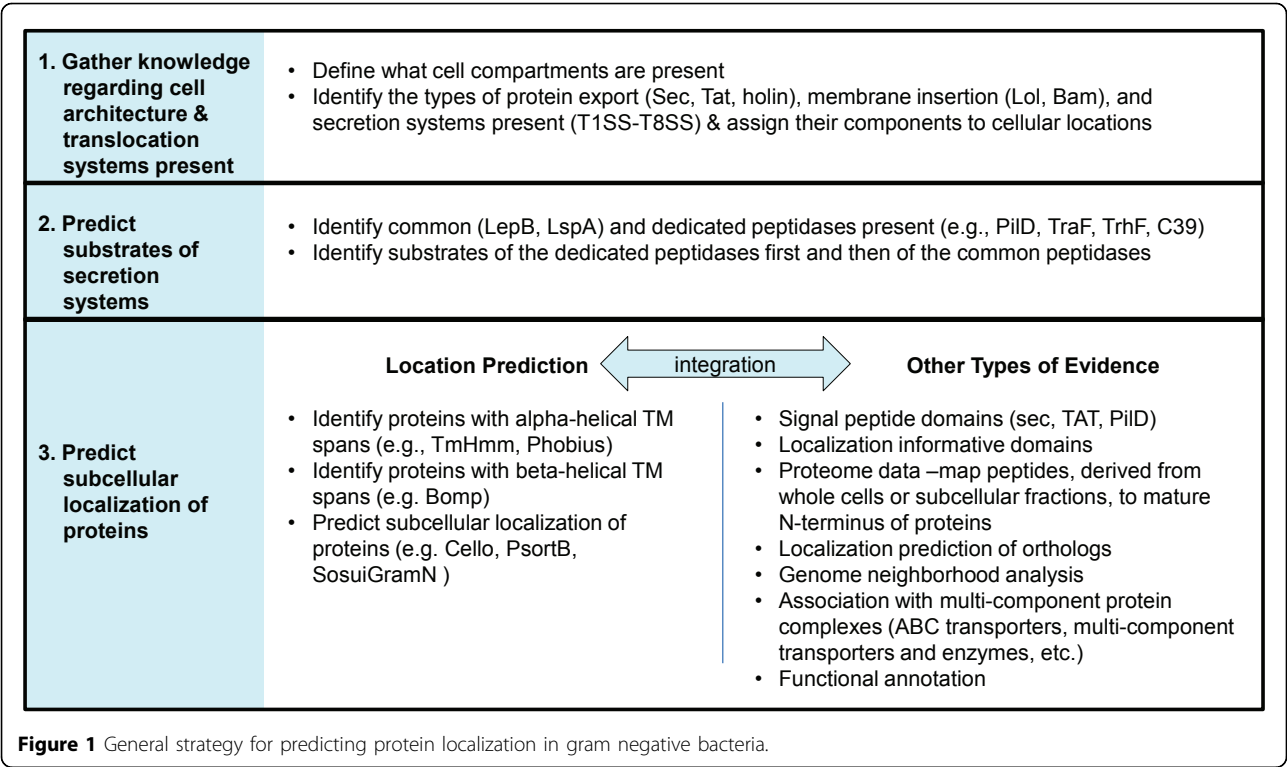 1. Gather knowledge
regarding cell
architecture &
translocation
systems present
• Define what cell compartments are present
• Identify the types of protein export (Sec, Tat, holin), membrane insertion (Lol, Bam), and
secretion systems present (T1SS-T8SS) & assign their components to cellular locations
2. Predict
substrates of
secretion
systems
• Identify common (LepB, LspA) and dedicated peptidases present (e.g., PilD, TraF, TrhF, C39)
• Identify substrates of the dedicated peptidases first and then of the common peptidases
3. Predict
subcellular
localization of
proteins
Location Prediction
integration
Other Types of Evidence
• Identify proteins with alpha-helical TM
spans (e.g., TmHmm, Phobius)
• Identify proteins with beta-helical TM
spans (e.g. Bomp)
• Predict subcellular localization of
proteins (e.g. Cello, PsortB,
SosuiGramN )
• Signal peptide domains (sec, TAT, PilD)
• Localization informative domains
• Proteome data –map peptides, derived from
whole cells or subcellular fractions, to mature
N-terminus of proteins
• Localization prediction of orthologs
• Genome neighborhood analysis
• Association with multi-component protein
complexes (ABC transporters, multi-component
transporters and enzymes, etc.)
• Functional annotation
Figure 1 General strategy for predicting protein localization in gram negative bacteria.